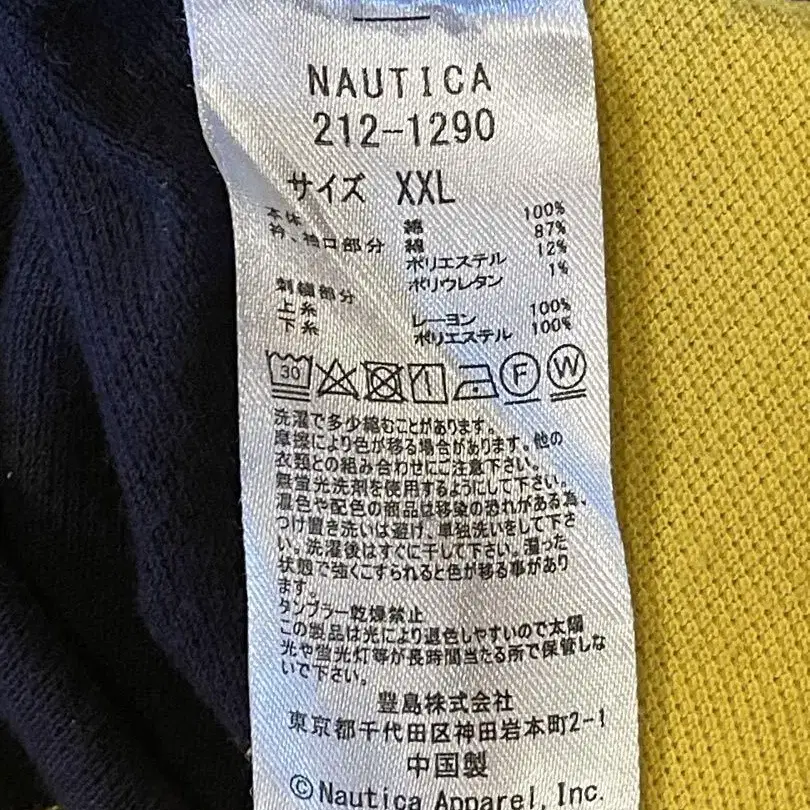 NAUTICA
212-1290
サイズ XXL
本体 綿 100%
衿、袖口部分 綿 87%
ポリエステル 12%
ポリウレタン 1%
刺繍部分
上糸 レーヨン 100%
下糸 ポリエステル 100%
30 F W
洗濯で多少縮むことがあります。
摩擦により色が移る場合があります。他の
衣類との組み合わせにご注意下さい。
無蛍光洗剤を使用するようにして下さい。
濃色や配色の商品は移染の恐れがある為、
つけ置き洗いは避け、単独洗いをして下さ
い。洗濯後はすぐに干して下さい。湿った
状態で強くこすられると色が移る事があり
ます。
タンブラー乾燥禁止
この製品は光により退色しやすいので太陽
光や蛍光灯等が長時間当たる所で保管しな
いで下さい。
豊島株式会社
東京都千代田区神田岩本町2-1
中国製
©Nautica Apparel, Inc.